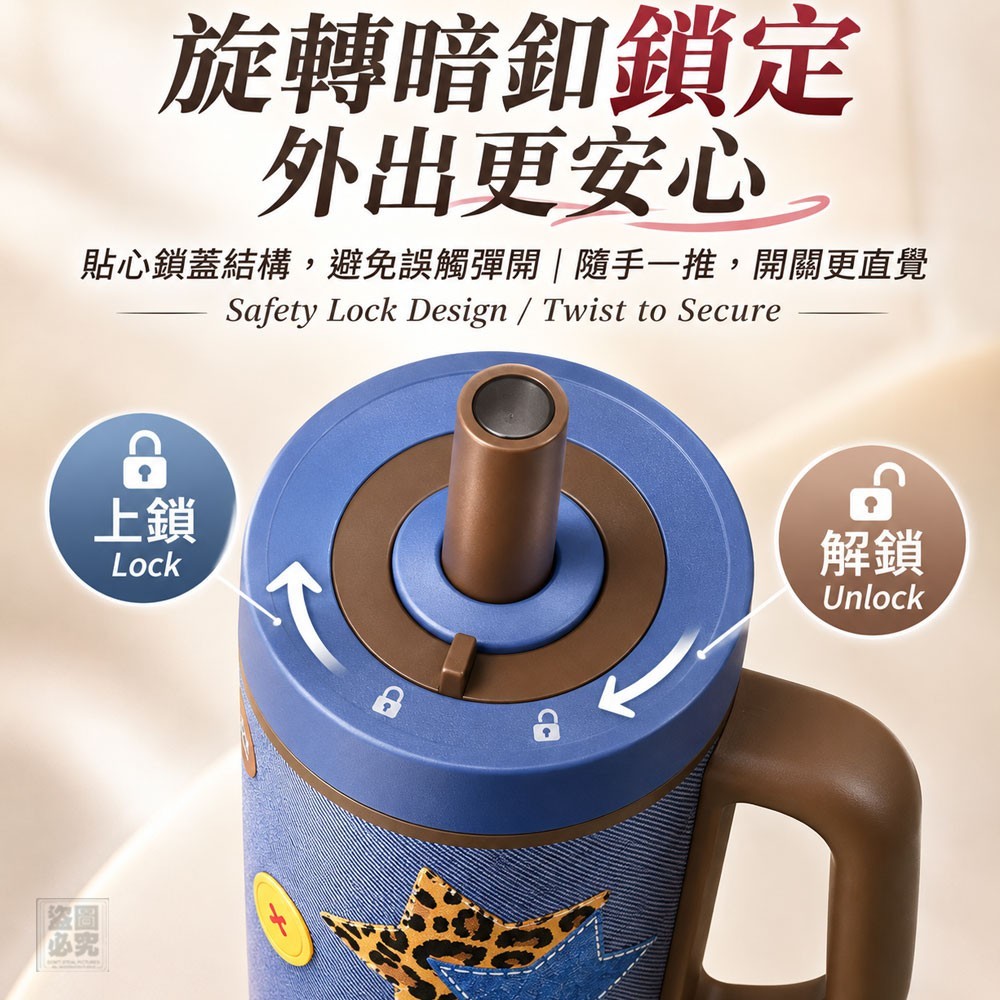 旋轉暗釦鎖定
外出更安心
貼心鎖蓋結構，避免誤觸彈開 | 隨手一推，開關更直覺
Safety Lock Design / Twist to Secure
上鎖
Lock
解鎖
Unlock
盜圖
必究